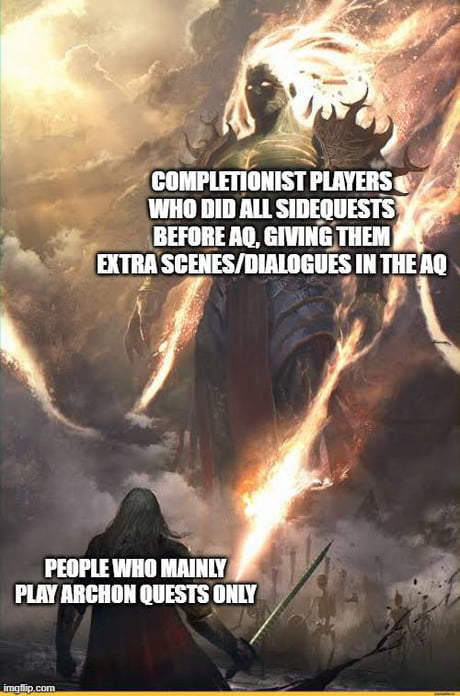 COMPLETIONIST PLAYERS
WHO DID ALL SIDEQUESTS
BEFORE AQ, GIVING THEM
EXTRA SCENES/DIALOGUES IN THE AQ
PEOPLE WHO MAINLY
PLAY ARCHON QUESTS ONLY
imgflip.com